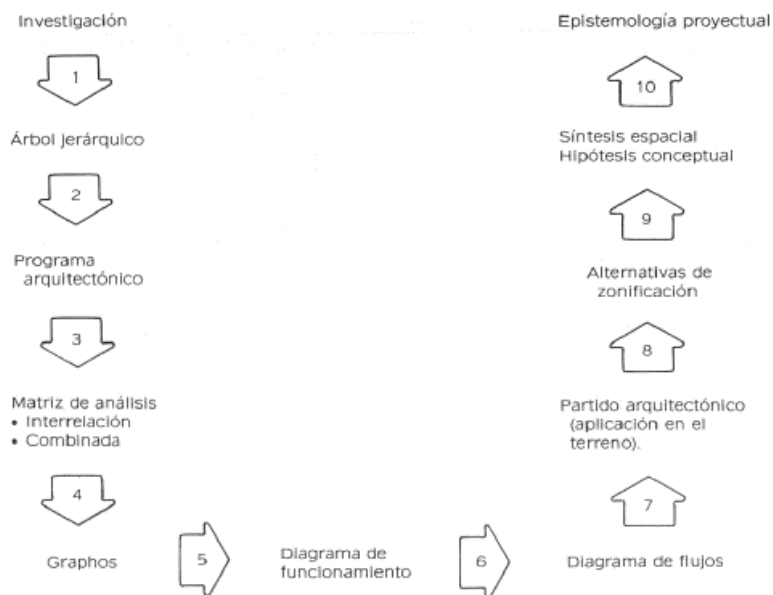 Investigación
1
Árbol jerárquico
2
Programa
arquitectónico
3
Matriz de análisis
• Interrelación
• Combinada
4
Graphos
5
Diagrama de
funcionamiento
6
Diagrama de flujos
7
Partido arquitectónico
(aplicación en el
terreno).
8
Alternativas de
zonificación
9
Síntesis espacial
Hipótesis conceptual
10
Epistemología proyectual